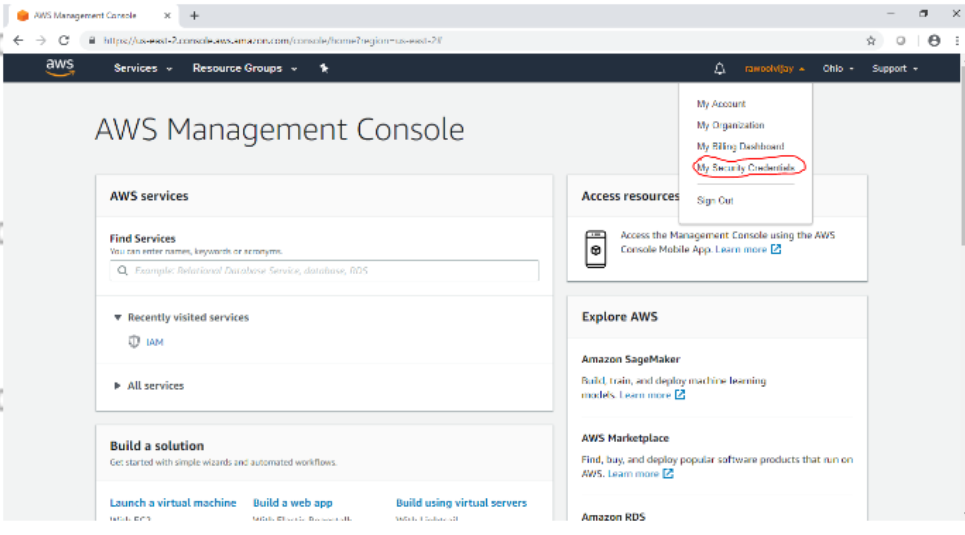 AWS Management Console
https://us-east-2.console.aws.amazon.com/console/home?region=us-east-2#
aws Services Resource Groups rawoolvijay Ohio Support
My Account
My Organization
My Billing Dashboard
My Security Credentials
Sign Out
AWS Management Console
AWS services
Find Services
You can enter names, keywords or acronyms.
Example: Relational Database Service, database, RDS
Recently visited services
IAM
All services
Build a solution
Get started with simple wizards and automated workflows.
Launch a virtual machine Build a web app Build using virtual servers
With EC2 With Elastic Beanstalk With Lightsail
Access resources
Access the Management Console using the AWS
Console Mobile App. Learn more
Explore AWS
Amazon SageMaker
Build, train, and deploy machine learning
models. Learn more
AWS Marketplace
Find, buy, and deploy popular software products that run on
AWS. Learn more
Amazon RDS